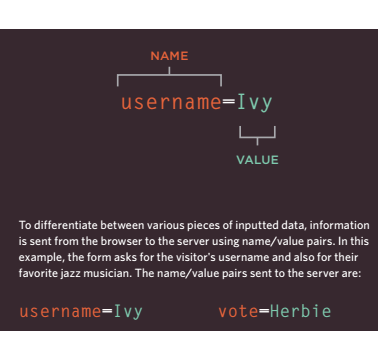 NAME
username=Ivy
VALUE
To differentiate between various pieces of inputted data, information
is sent from the browser to the server using name/value pairs. In this
example, the form asks for the visitor's username and also for their
favorite jazz musician. The name/value pairs sent to the server are:
username=Ivy vote=Herbie